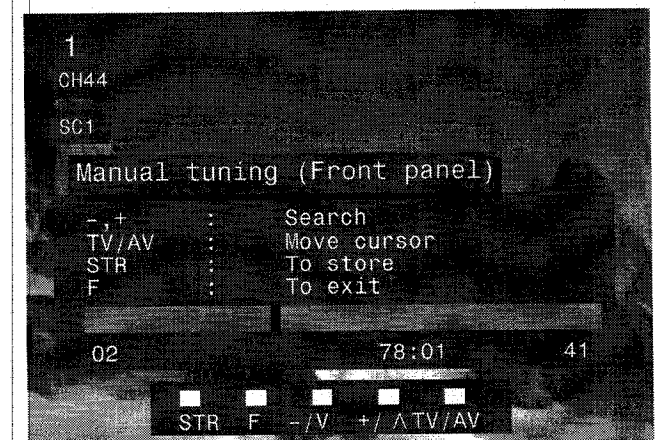 1
CH44
SC1
Manual tuning (Front panel)
-,+ : Search
TV/AV : Move cursor
STR : To store
F : To exit
02 78:01 41
STR F -/V +/Λ TV/AV